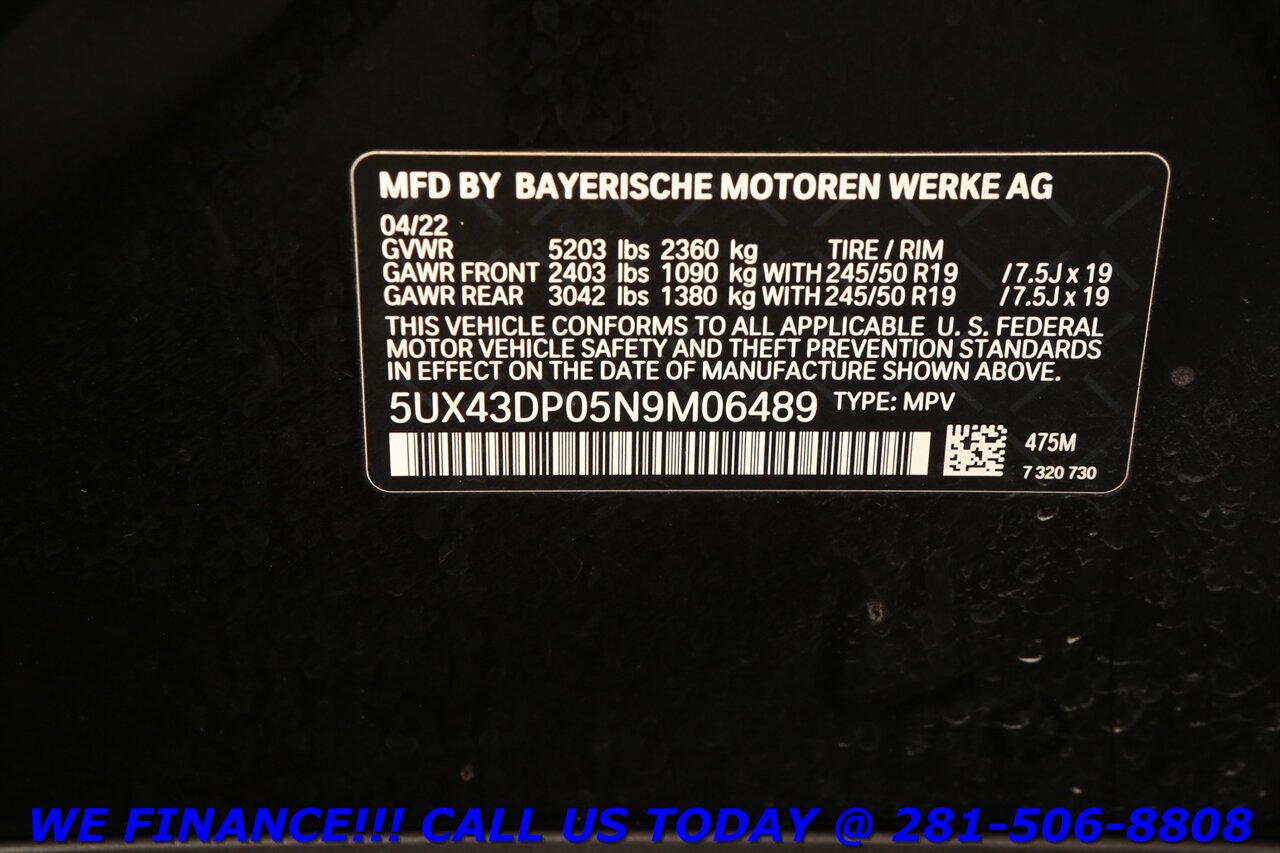 MFD BY BAYERISCHE MOTOREN WERKE AG
04/22
GVWR 5203 lbs 2360 kg TIRE / RIM
GAWR FRONT 2403 lbs 1090 kg WITH 245/50 R19 / 7.5J x 19
GAWR REAR 3042 lbs 1380 kg WITH 245/50 R19 / 7.5J x 19
THIS VEHICLE CONFORMS TO ALL APPLICABLE U. S. FEDERAL
MOTOR VEHICLE SAFETY AND THEFT PREVENTION STANDARDS
IN EFFECT ON THE DATE OF MANUFACTURE SHOWN ABOVE.
5UX43DP05N9M06489 TYPE: MPV
475M
7 320 730
WE FINANCE!!! CALL US TODAY @ 281-506-8808